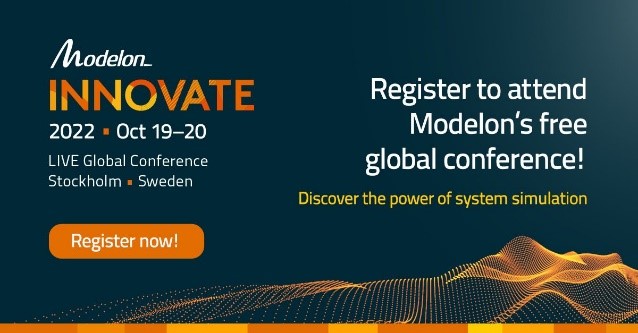 Modelon
INNOVATE
2022 ▪ Oct 19–20
LIVE Global Conference
Stockholm ▪ Sweden
Register now!
Register to attend
Modelon's free
global conference!
Discover the power of system simulation